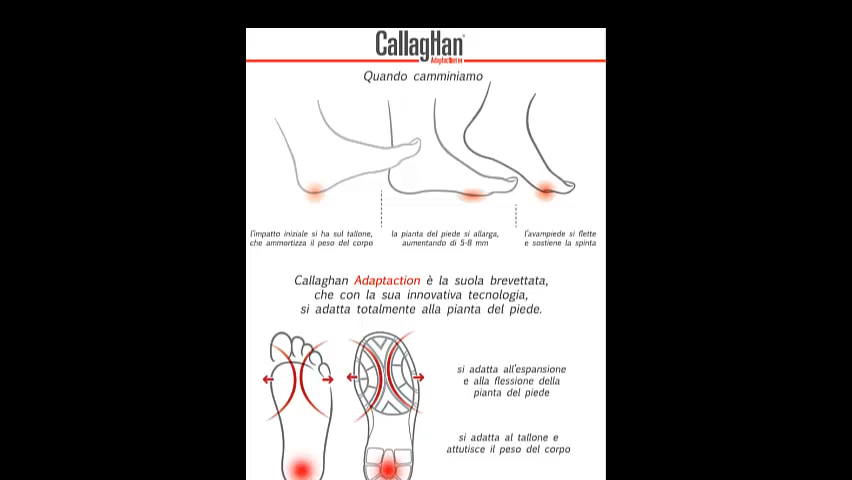 CallagHan
Adaptaction
Quando camminiamo
l'impatto iniziale si ha sul tallone,
che ammortizza il peso del corpo
la pianta del piede si allarga,
aumentando di 5-8 mm
l'avampiede si flette
e sostiene la spinta
Callaghan Adaptaction è la suola brevettata,
che con la sua innovativa tecnologia,
si adatta totalmente alla pianta del piede.
si adatta all'espansione
e alla flessione della
pianta del piede
si adatta al tallone e
attutisce il peso del corpo